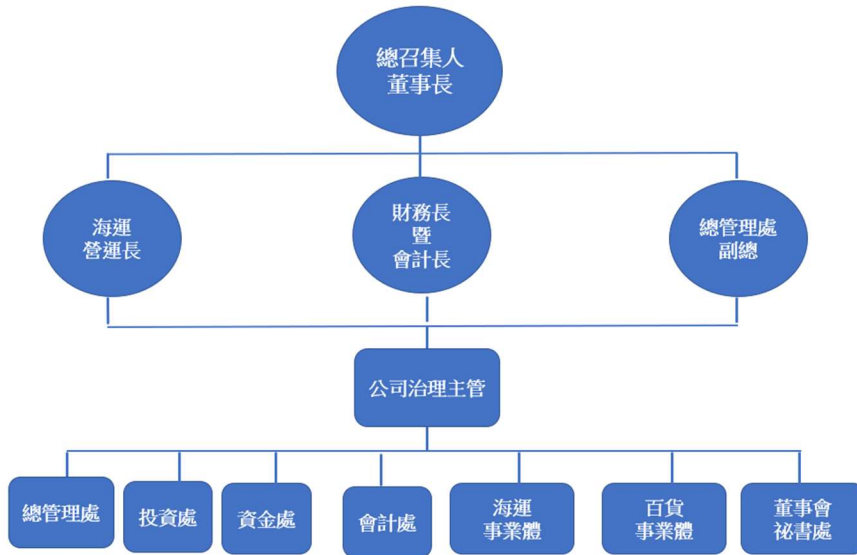 總召集人
董事長
海運
營運長
財務長
暨
會計長
總管理處
副總
公司治理主管
總管理處
投資處
資金處
會計處
海運
事業體
百貨
事業體
董事會
祕書處